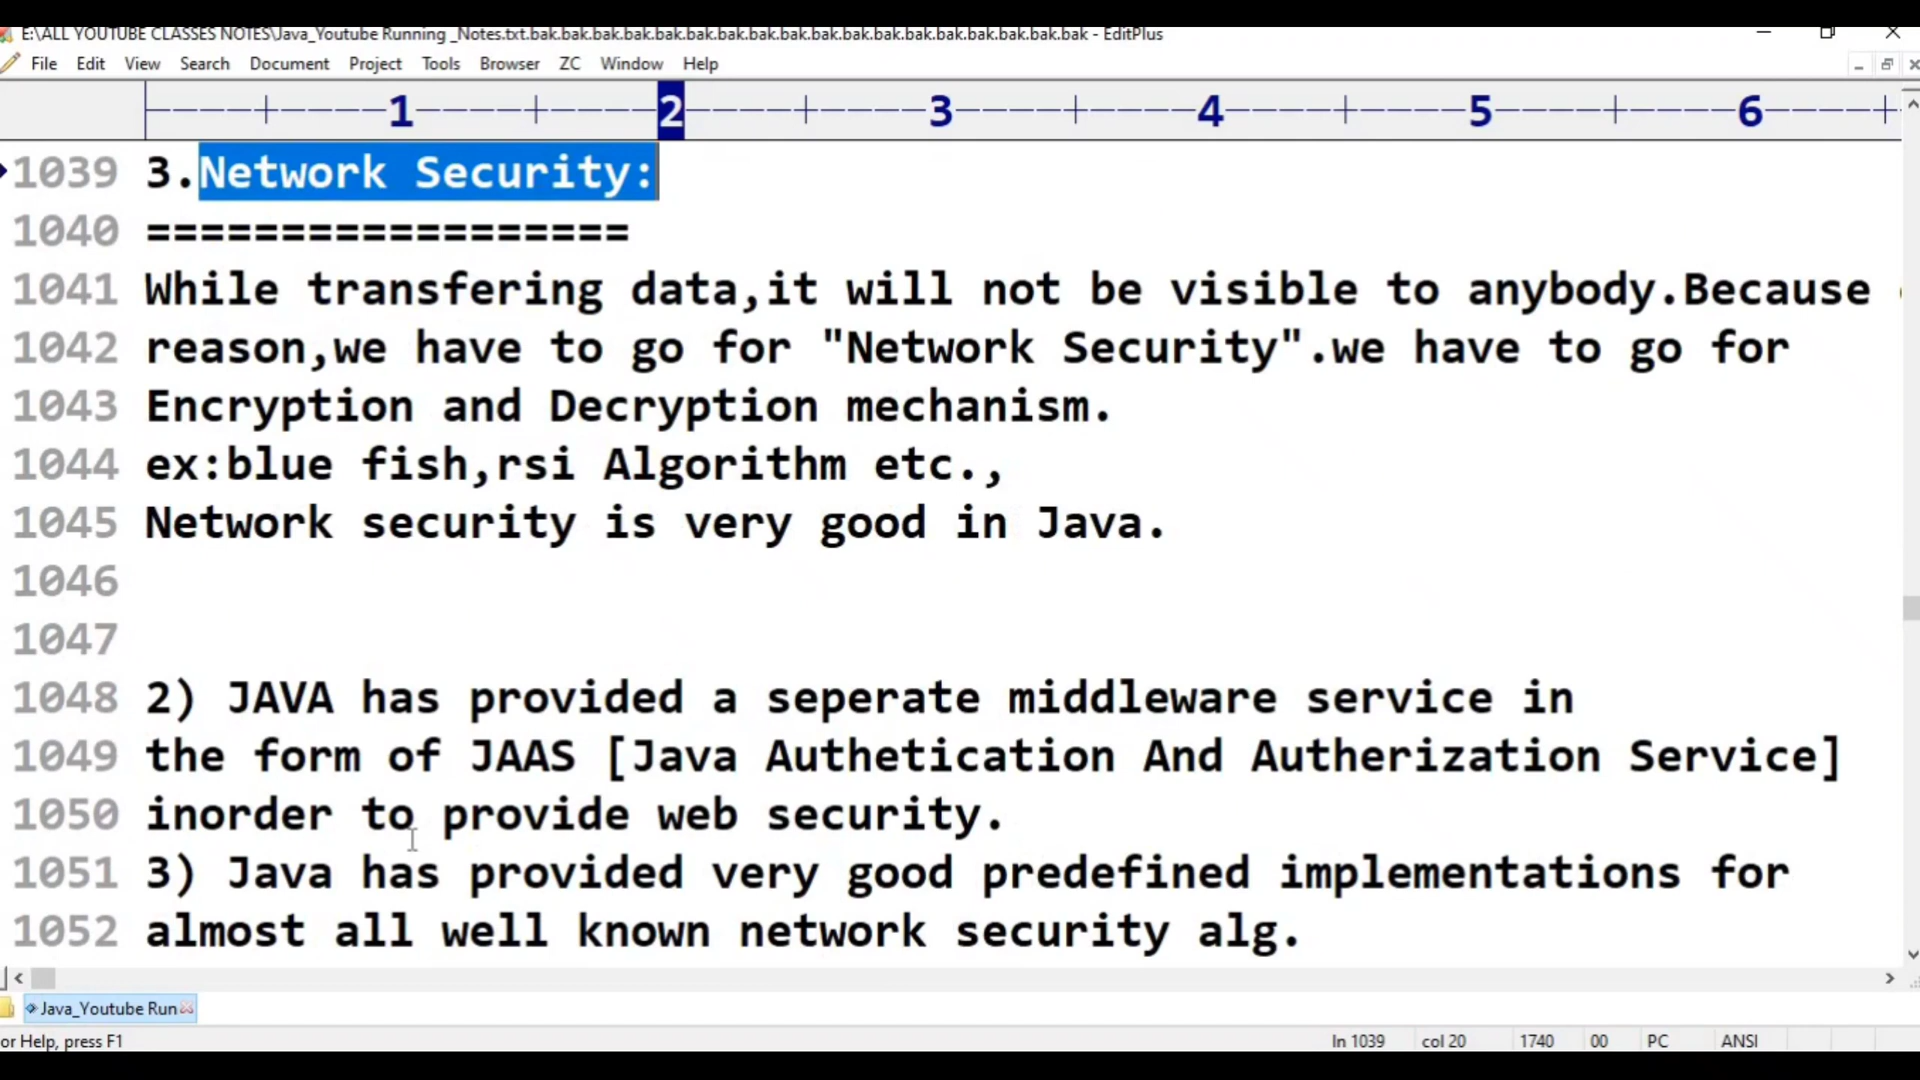 E:\ALL YOUTUBE CLASSES NOTES\Java_Youtube Running _Notes.txt.bak.bak.bak.bak.bak.bak.bak.bak.bak.bak.bak.bak.bak.bak.bak.bak.bak.bak - EditPlus
File Edit View Search Document Project Tools Browser ZC Window Help
1 2 3 4 5 6
1039 3.Network Security:
1040 ==================
1041 While transfering data,it will not be visible to anybody.Because
1042 reason,we have to go for "Network Security".we have to go for
1043 Encryption and Decryption mechanism.
1044 ex:blue fish,rsi Algorithm etc.,
1045 Network security is very good in Java.
1046
1047
1048 2) JAVA has provided a seperate middleware service in
1049 the form of JAAS [Java Authetication And Autherization Service]
1050 inorder to provide web security.
1051 3) Java has provided very good predefined implementations for
1052 almost all well known network security alg.
Java_Youtube Run
or Help, press F1 ln 1039 col 20 1740 00 PC ANSI